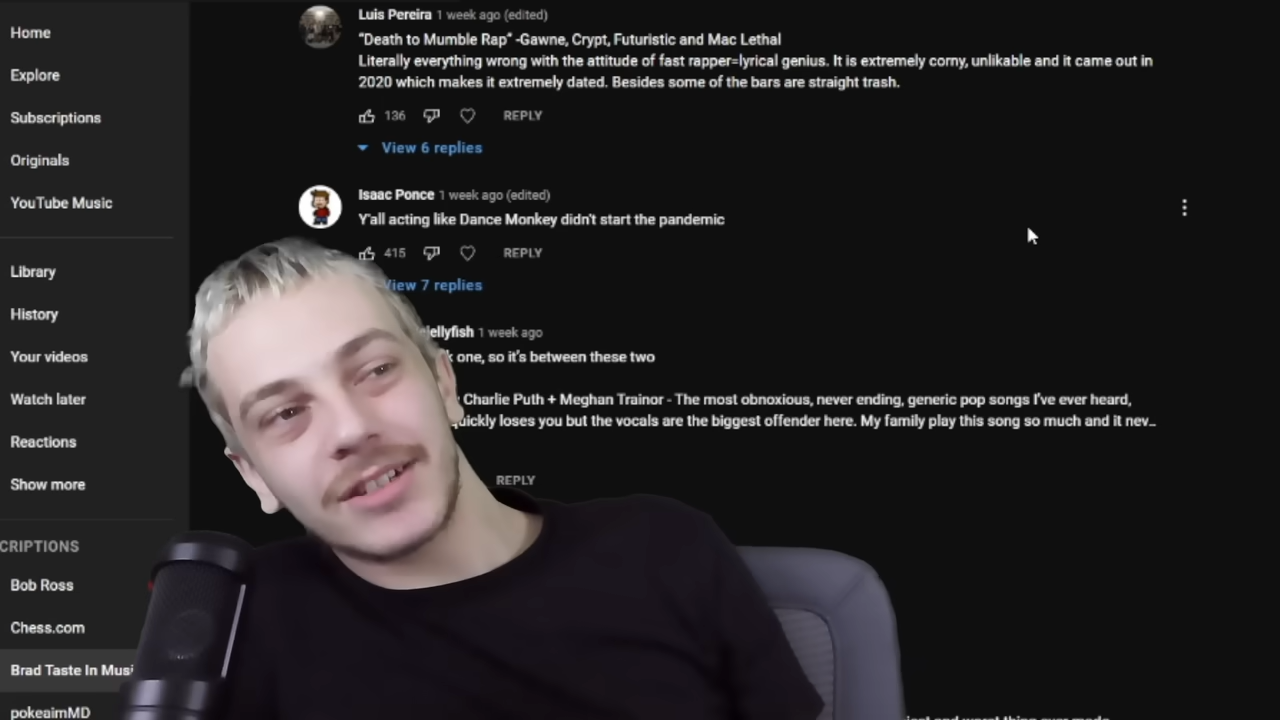 Home
Explore
Subscriptions
Originals
YouTube Music
Library
History
Your videos
Watch later
Reactions
Show more
CRIPTIONS
Bob Ross
Chess.com
Brad Taste In Musi
pokeaimMD
Luis Pereira 1 week ago (edited)
“Death to Mumble Rap“ -Gawne, Crypt, Futuristic and Mac Lethal
Literally everything wrong with the attitude of fast rapper=lyrical genius. It is extremely corny, unlikable and it came out in
2020 which makes it extremely dated. Besides some of the bars are straight trash.
136 REPLY
View 6 replies
Isaac Ponce 1 week ago (edited)
Y'all acting like Dance Monkey didn't start the pandemic
415 REPLY
View 7 replies
Jellyfish 1 week ago
k one, so it's between these two
Charlie Puth + Meghan Trainor - The most obnoxious, never ending, generic pop songs I've ever heard,
quickly loses you but the vocals are the biggest offender here. My family play this song so much and it nev…
REPLY
and worst thing ever made